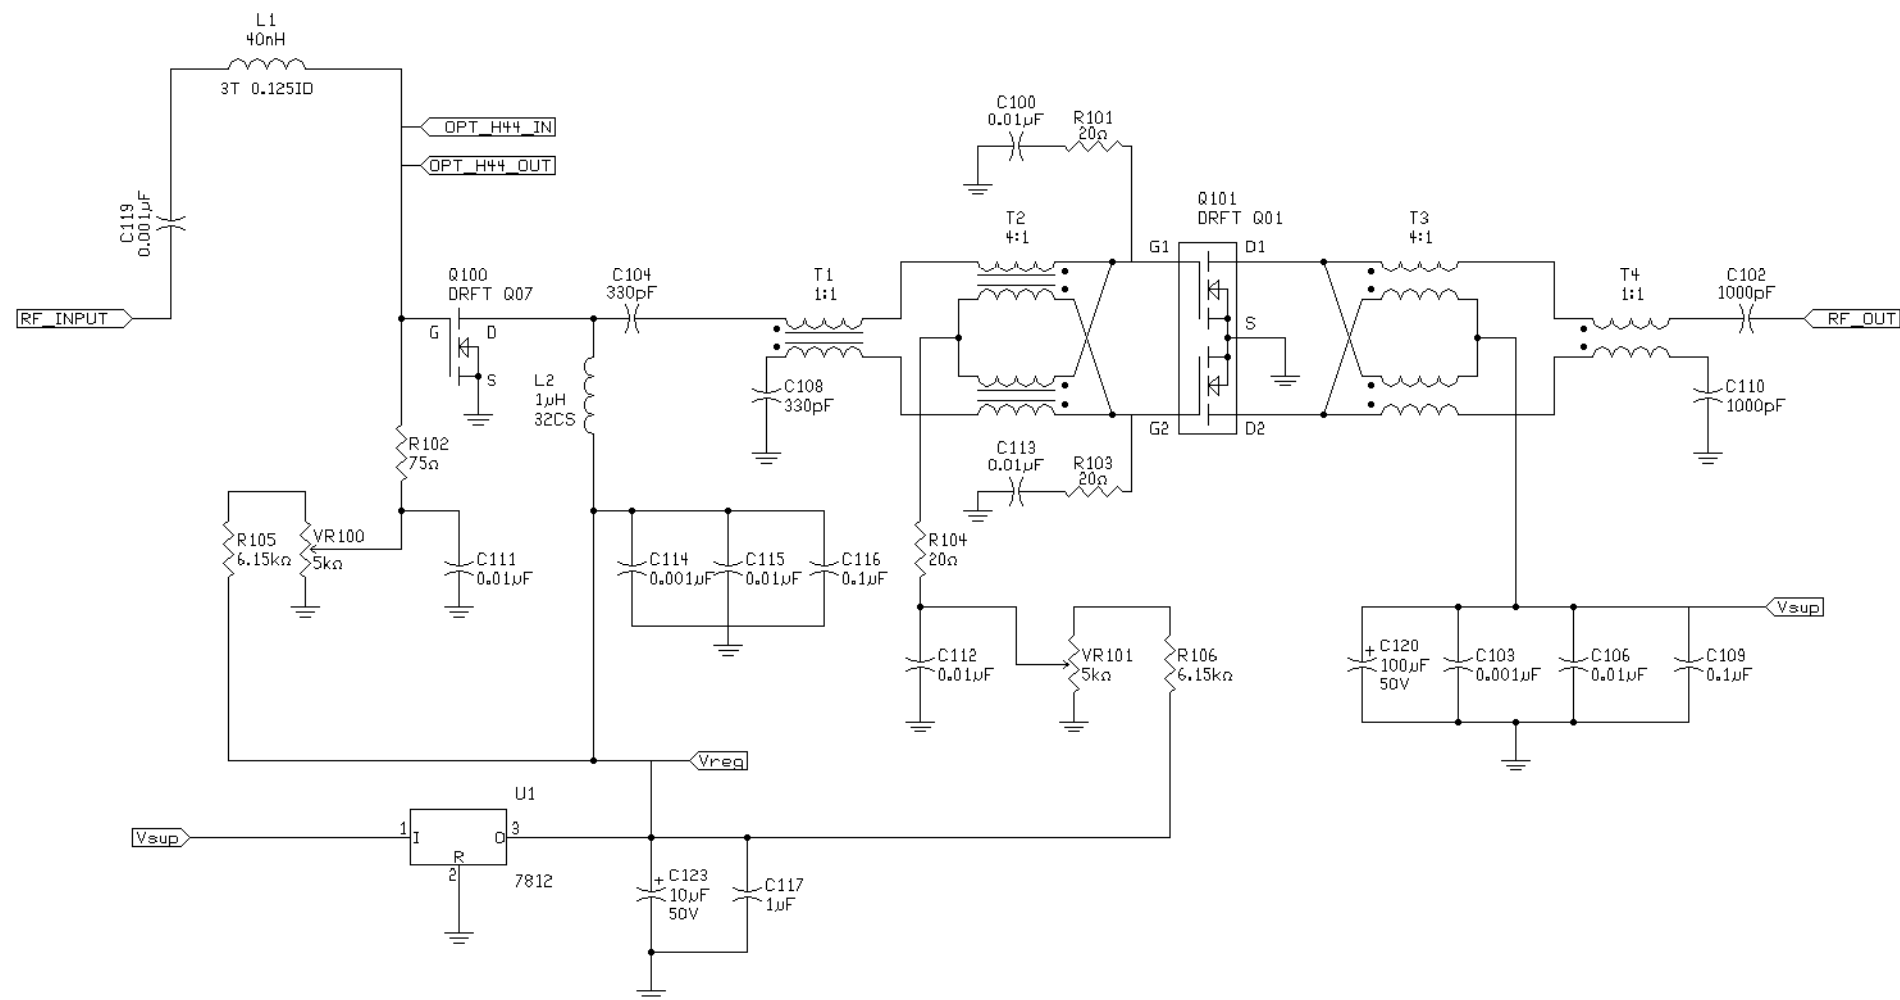 L1
40nH
3T 0.125ID
OPT_H44_IN
OPT_H44_OUT
C119
0.001µF
RF_INPUT
Q100
DRFT Q07
G
D
S
C104
330pF
L2
1µH
32CS
R102
75Ω
T1
1:1
C108
330pF
C100
0.01µF
R101
20Ω
T2
4:1
Q101
DRFT Q01
G1
D1
S
G2
D2
T3
4:1
T4
1:1
C102
1000pF
RF_OUT
C110
1000pF
C113
0.01µF
R103
20Ω
R105
6.15kΩ
VR100
5kΩ
C111
0.01µF
C114
0.001µF
C115
0.01µF
C116
0.1µF
R104
20Ω
C112
0.01µF
VR101
5kΩ
R106
6.15kΩ
Vsup
+ C120
100µF
50V
C103
0.001µF
C106
0.01µF
C109
0.1µF
Vreg
U1
Vsup
1
I
O
3
R
2
7812
+ C123
10µF
50V
C117
1µF